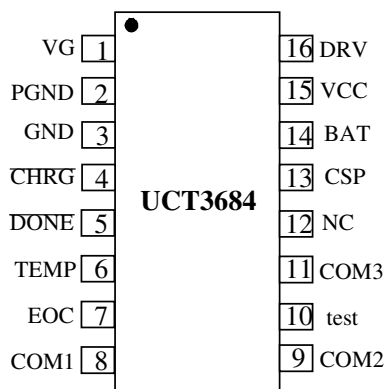 VG 1 16 DRV
PGND 2 15 VCC
GND 3 14 BAT
CHRG 4 13 CSP
UCT3684
DONE 5 12 NC
TEMP 6 11 COM3
EOC 7 10 test
COM1 8 9 COM2